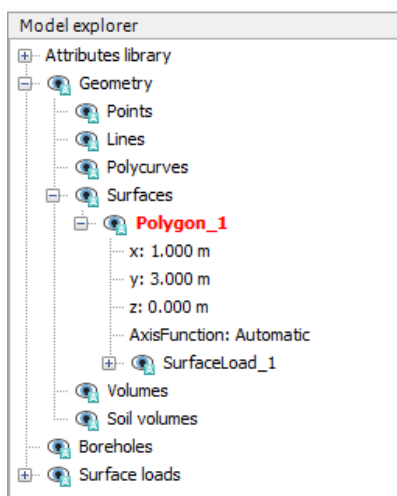 Model explorer
Attributes library
Geometry
Points
Lines
Polycurves
Surfaces
Polygon_1
x: 1.000 m
y: 3.000 m
z: 0.000 m
AxisFunction: Automatic
SurfaceLoad_1
Volumes
Soil volumes
Boreholes
Surface loads